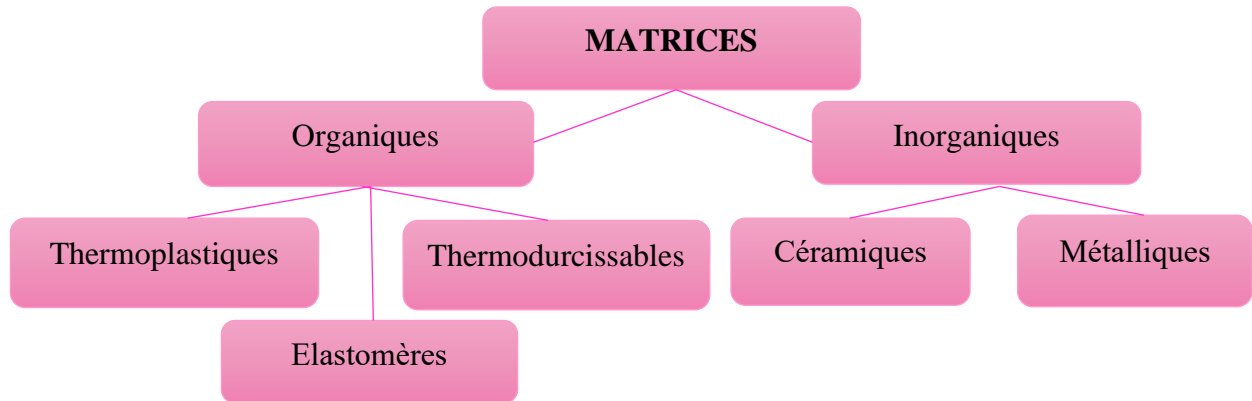 MATRICES
Organiques
Inorganiques
Thermoplastiques
Thermodurcissables
Céramiques
Métalliques
Elastomères